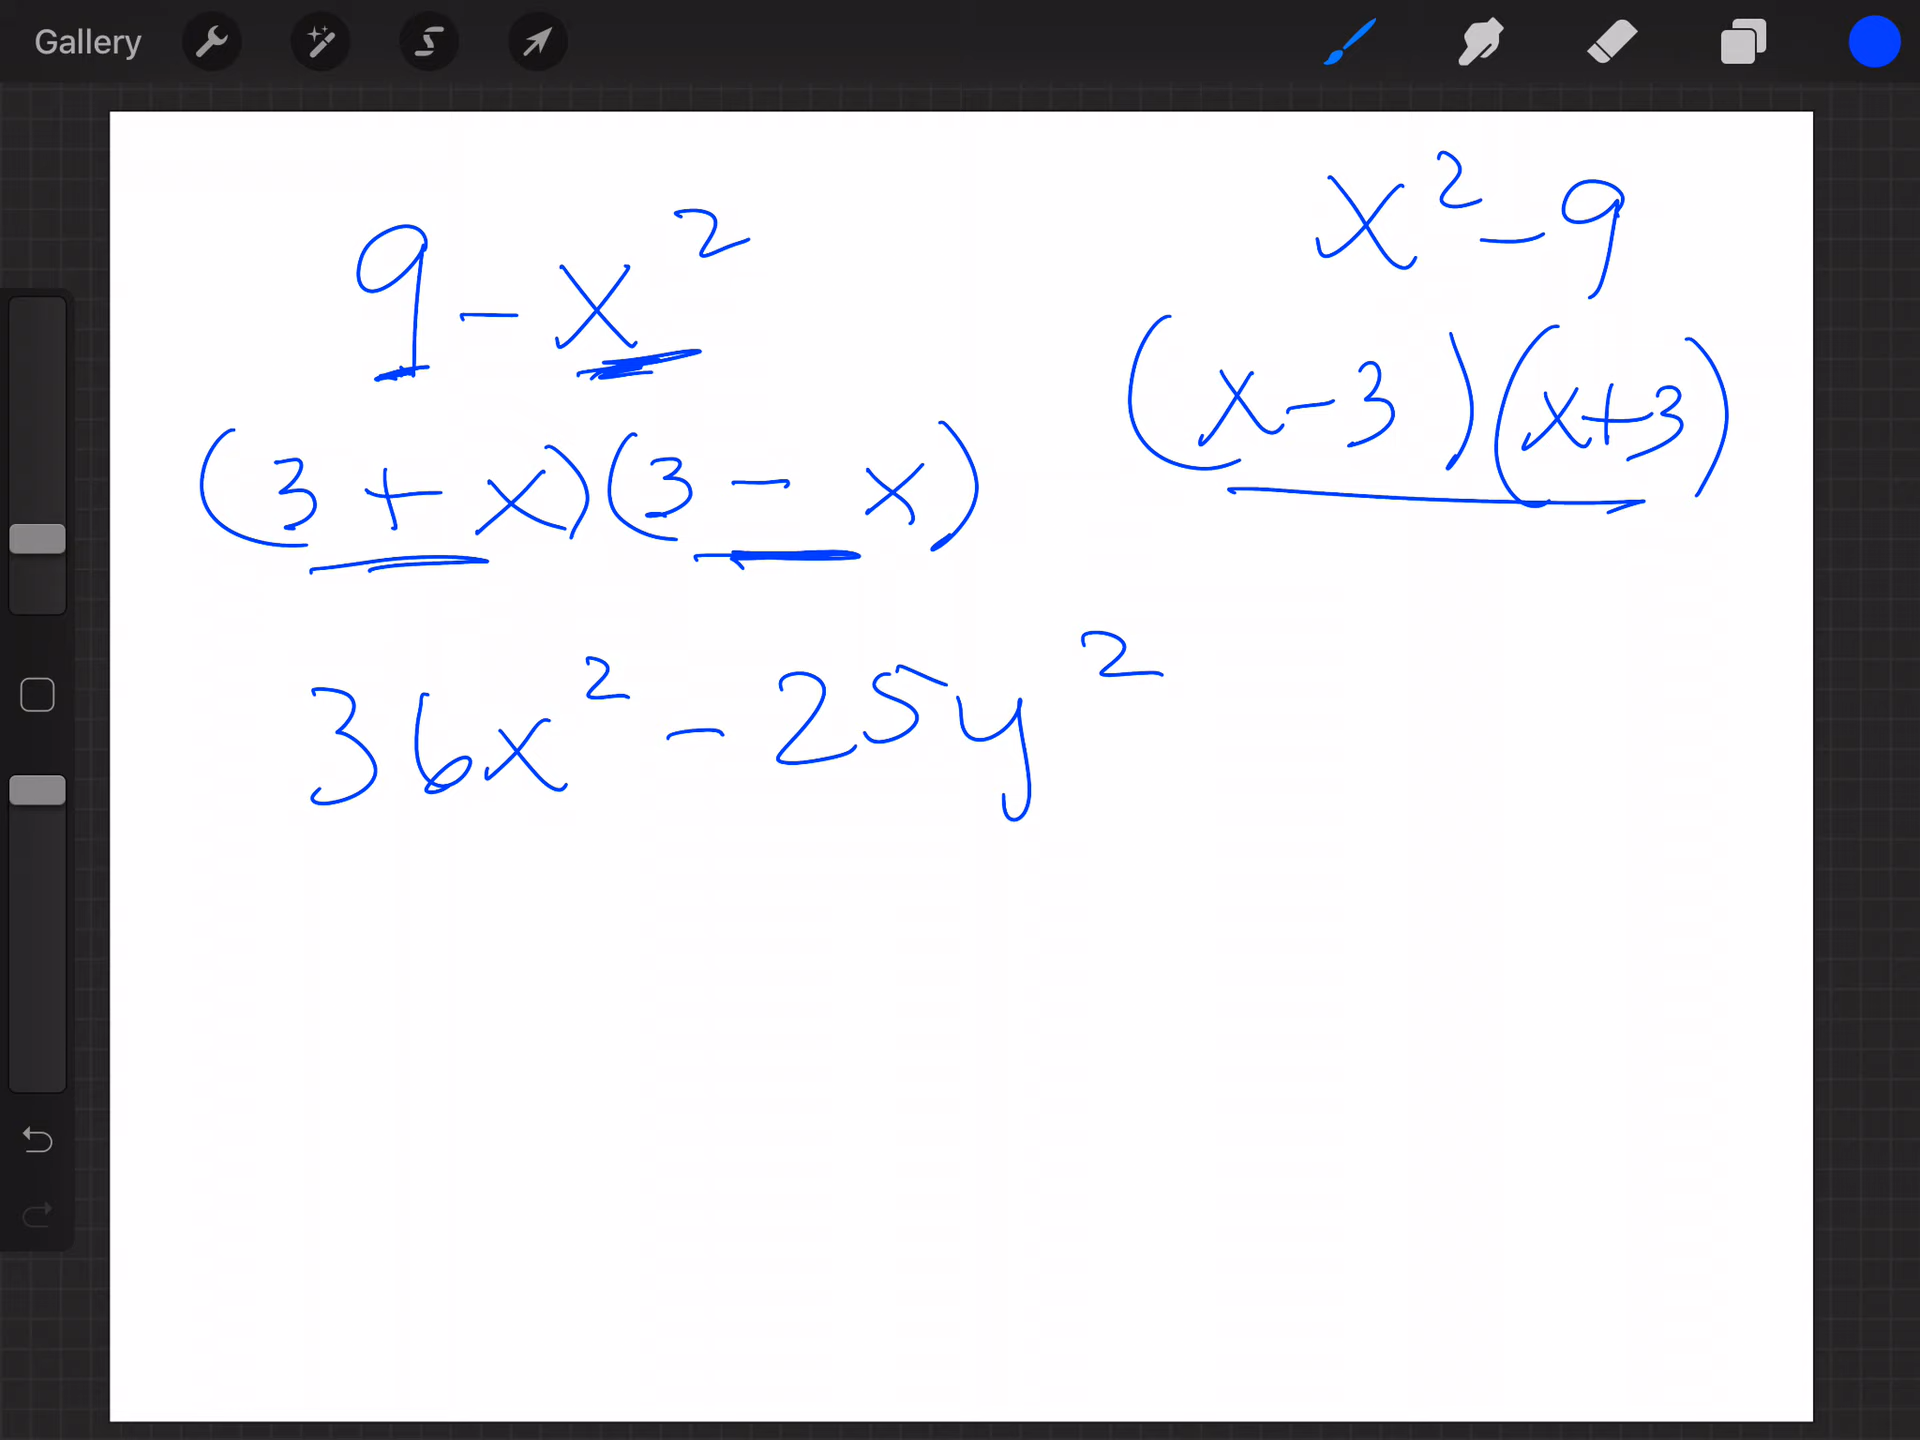 Gallery
9 - x²
(3 + x)(3 - x)
x² - 9
(x - 3)(x + 3)
36x² - 25y²